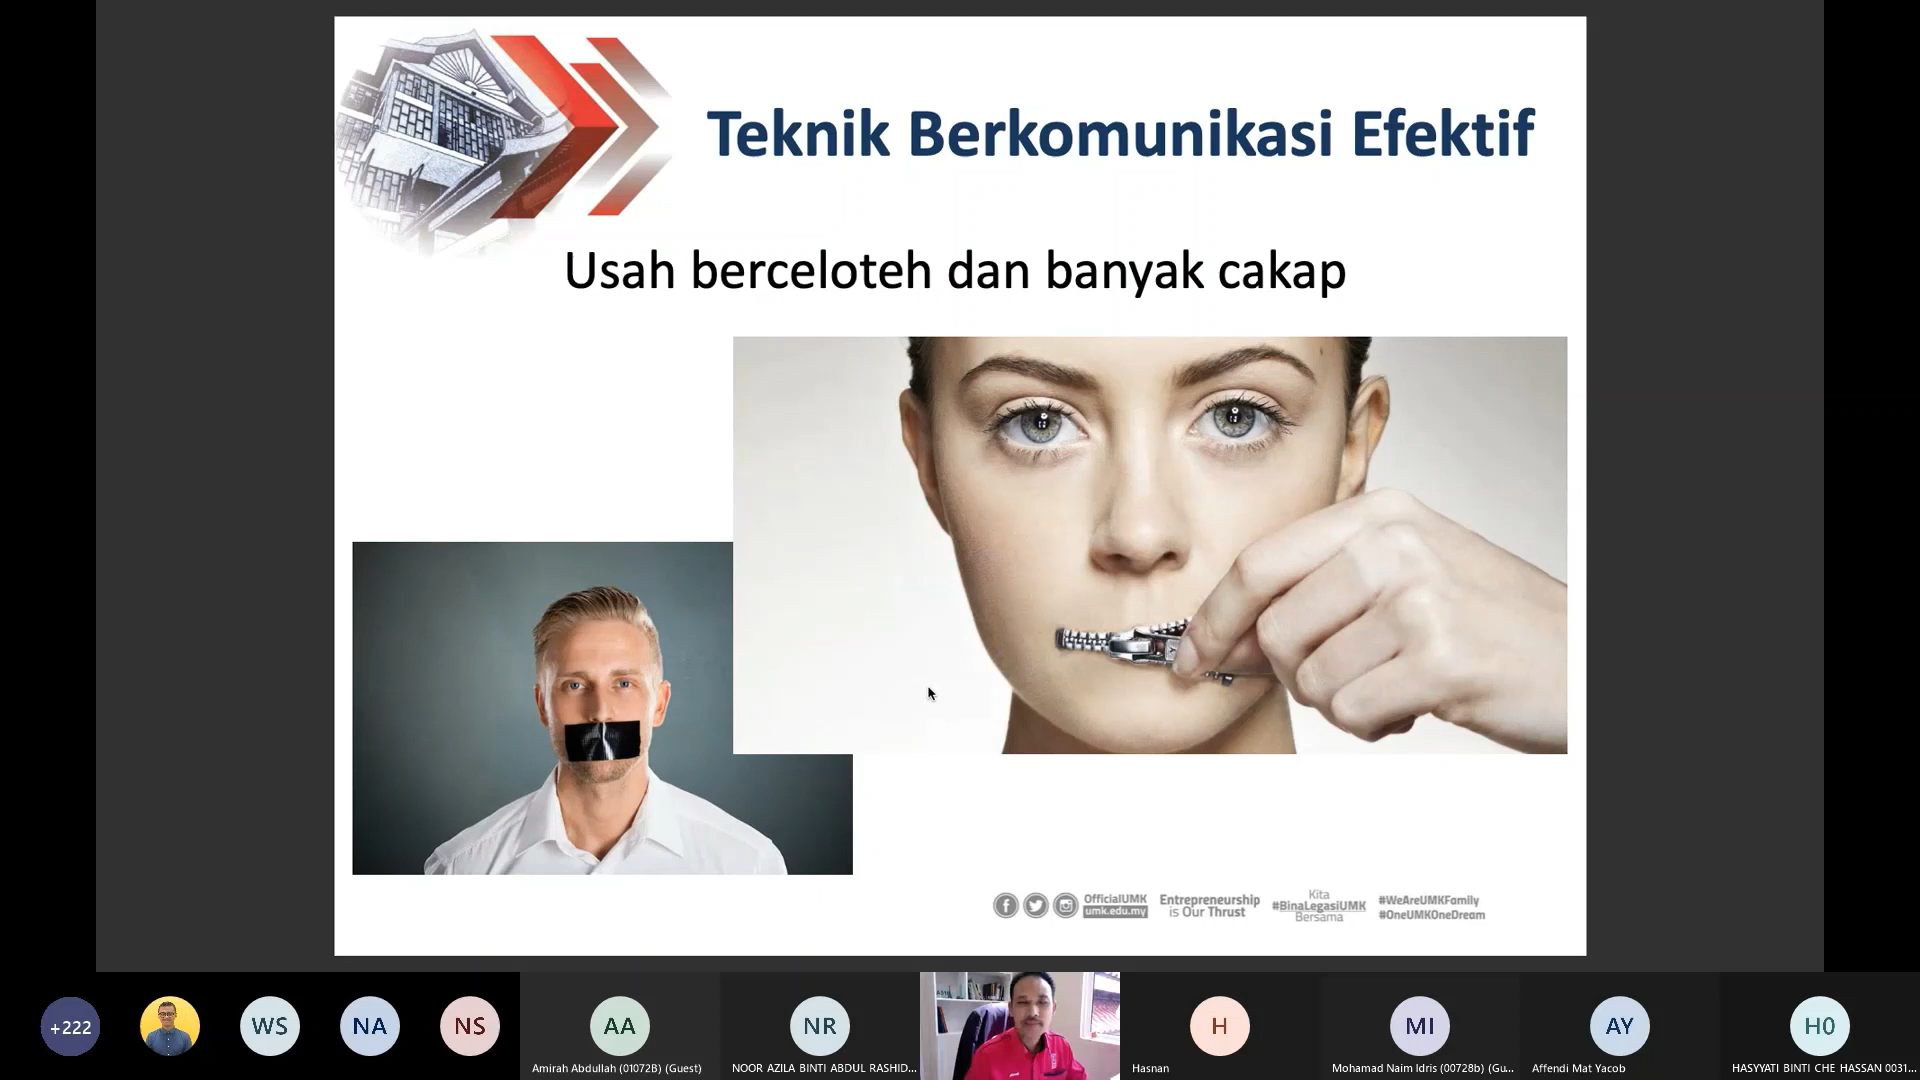 Teknik Berkomunikasi Efektif
Usah berceloteh dan banyak cakap
OfficialUMK
umk.edu.my
Entrepreneurship
is Our Thrust
Kita
#BinaLegasiUMK
Bersama
#WeAreUMKFamily
#OneUMKOneDream
+222
WS
NA
NS
AA
Amirah Abdullah (01072B) (Guest)
NR
NOOR AZILA BINTI ABDUL RASHID...
H
Hasnan
MI
Mohamad Naim Idris (00728b) (Gu...
AY
Affendi Mat Yacob
H0
HASYYATI BINTI CHE HASSAN 0031...